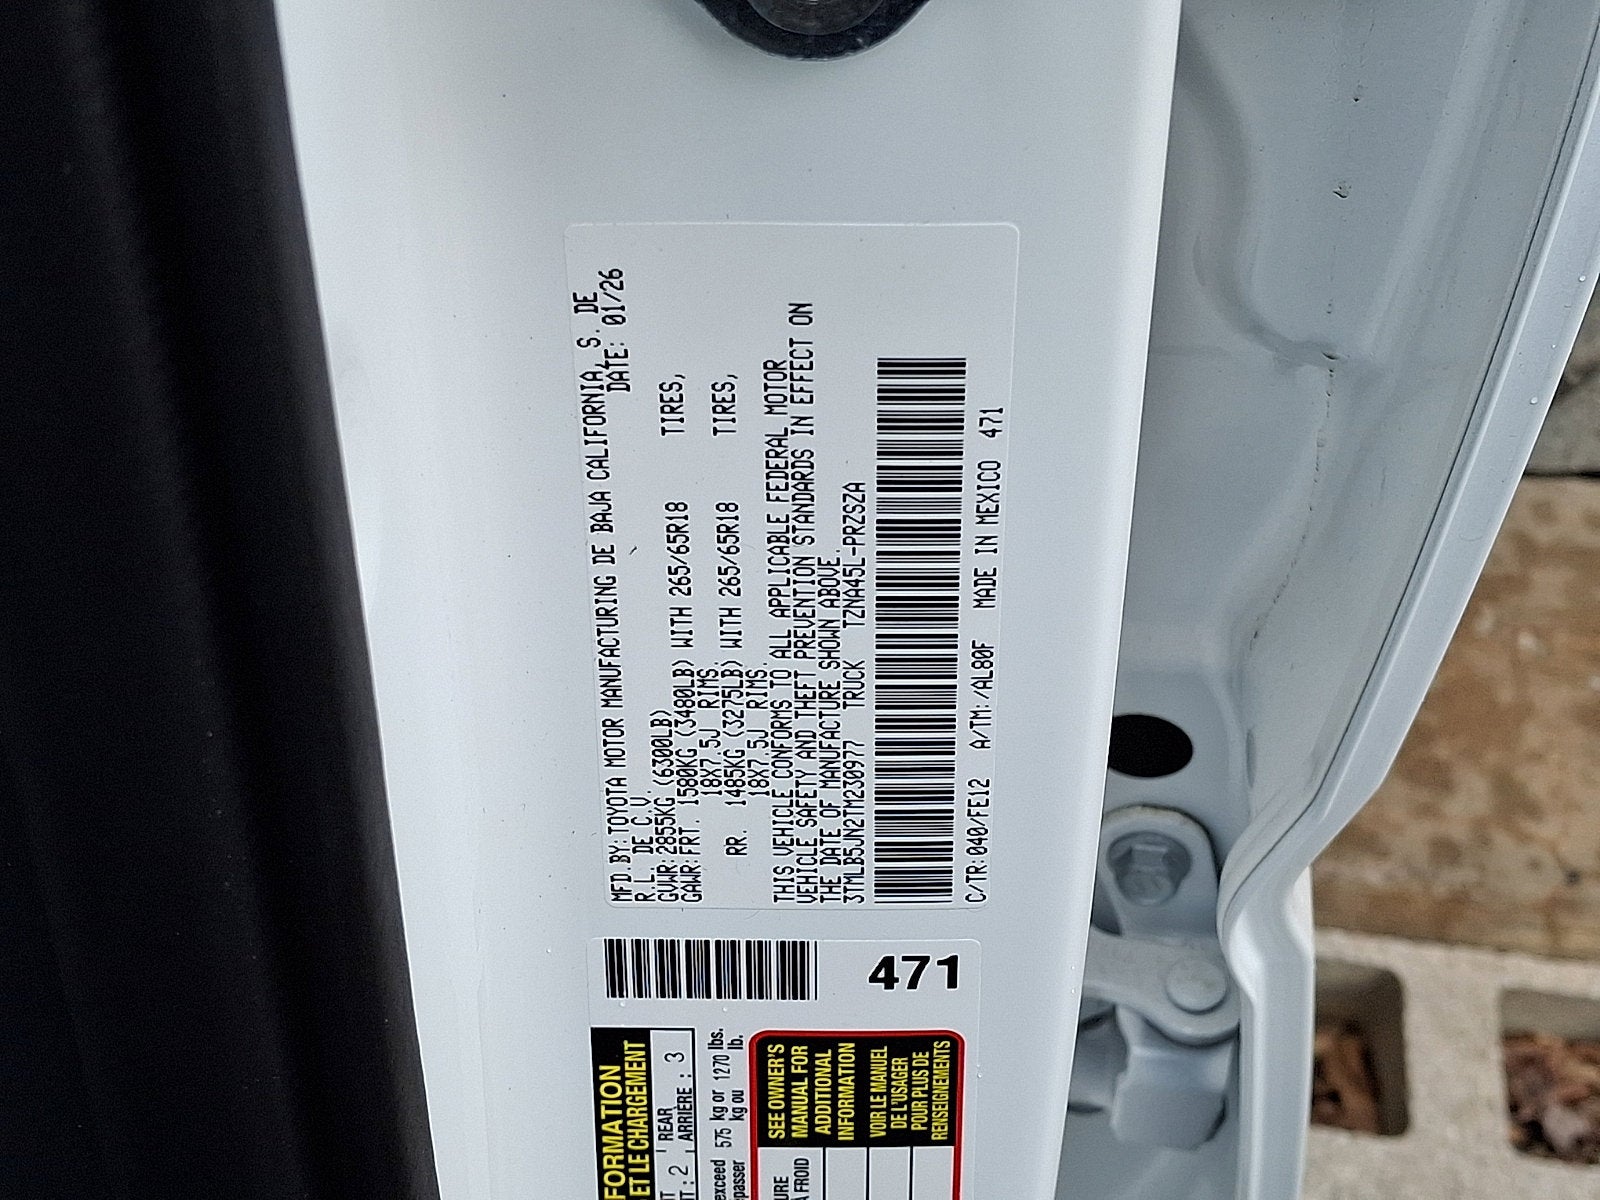 MFD.BY:TOYOTA MOTOR MANUFACTURING DE BAJA CALIFORNIA, S. DE
R.L. DE C.V. DATE: 01/26
GVWR:2855KG (6300LB)
GAWR:FRT. 1580KG (3480LB) WITH 265/65R18 TIRES,
18X7.5J RIMS.
RR. 1485KG (3275LB) WITH 265/65R18 TIRES,
18X7.5J RIMS.
THIS VEHICLE CONFORMS TO ALL APPLICABLE FEDERAL MOTOR
VEHICLE SAFETY AND THEFT PREVENTION STANDARDS IN EFFECT ON
THE DATE OF MANUFACTURE SHOWN ABOVE.
3TMLB5JN2TM230977 TRUCK TZNA45L-PRZSZA
C/TR:040/FE12 A/TM:/AL80F MADE IN MEXICO 471
471
FORMATION
ET LE CHARGEMENT
2 REAR 3
ARRIÈRE :
exceed 575 kg or 1270 lbs.
kg ou lb.
SEE OWNER'S
MANUAL FOR
ADDITIONAL
INFORMATION
VOIR LE MANUEL
DE L'USAGER
POUR PLUS DE
RENSEIGNEMENTS
URE
À FROID